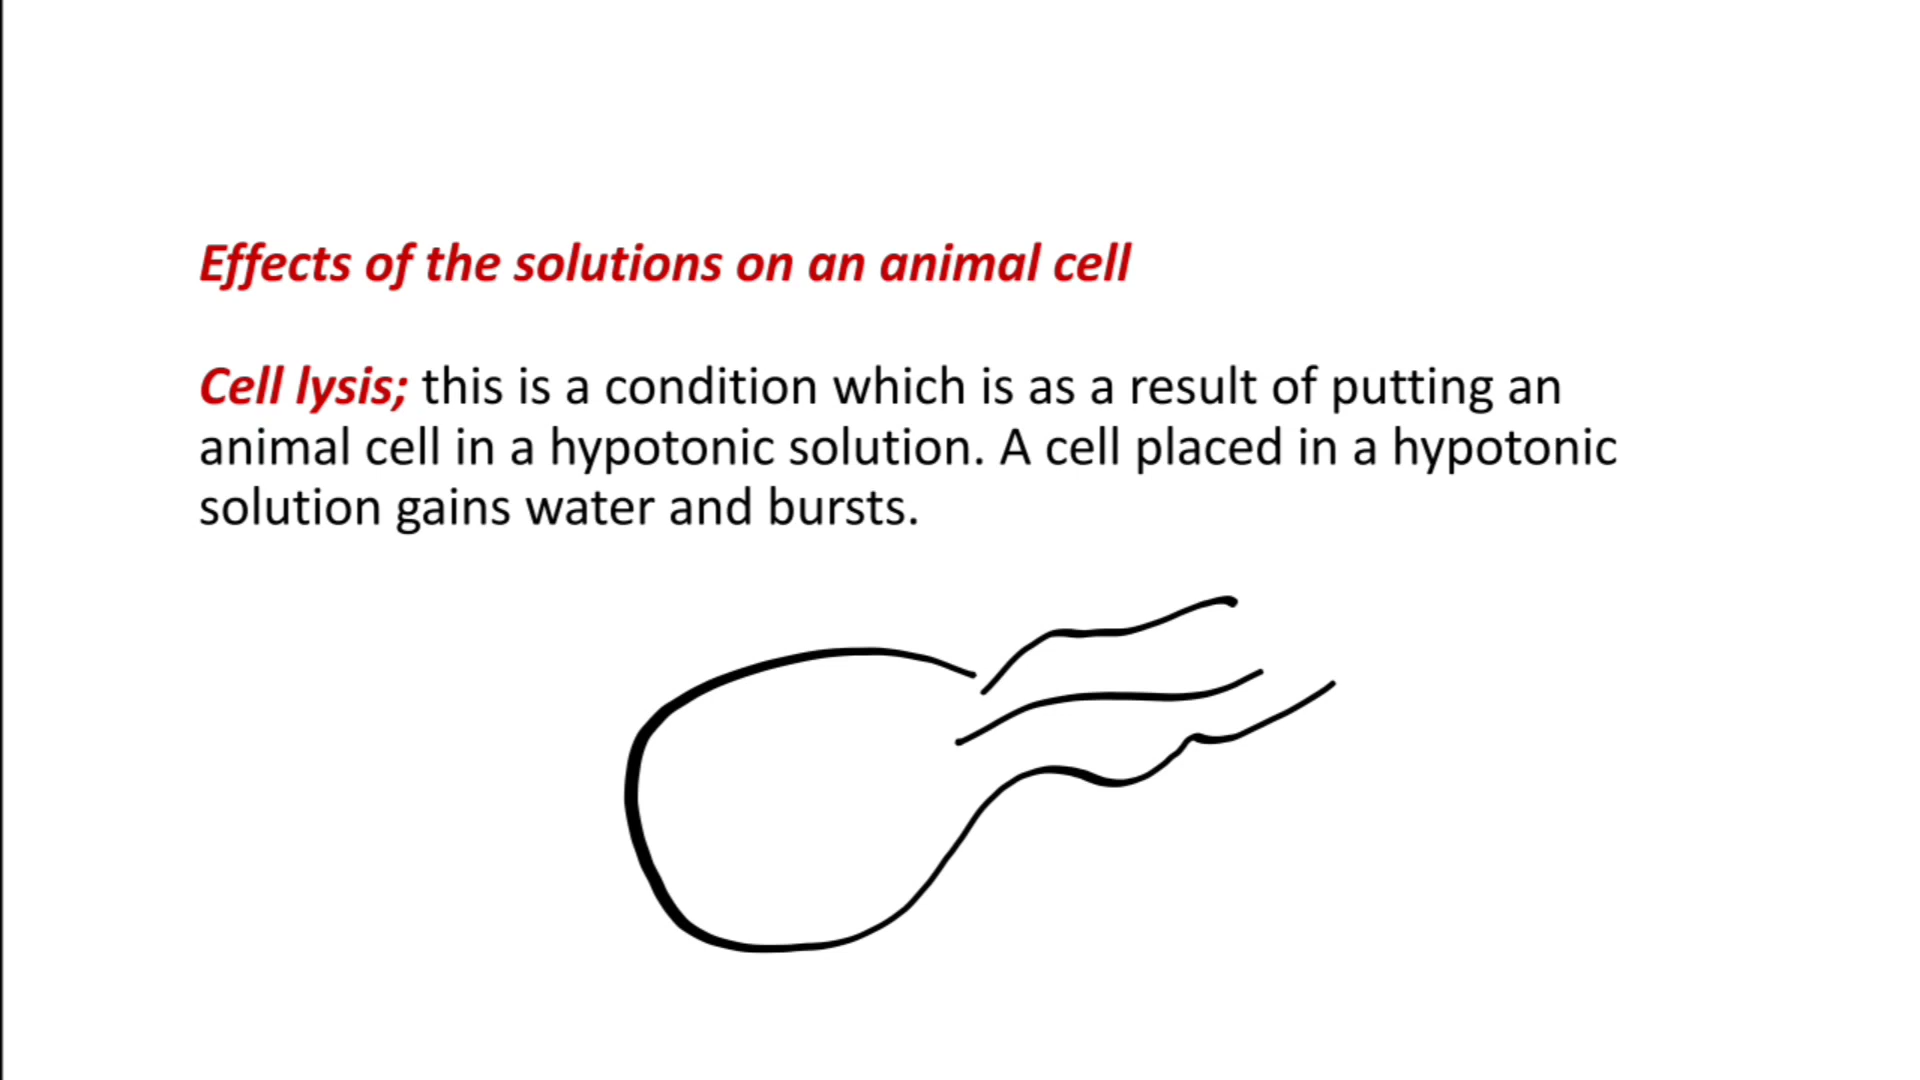 Effects of the solutions on an animal cell
Cell lysis; this is a condition which is as a result of putting an
animal cell in a hypotonic solution. A cell placed in a hypotonic
solution gains water and bursts.